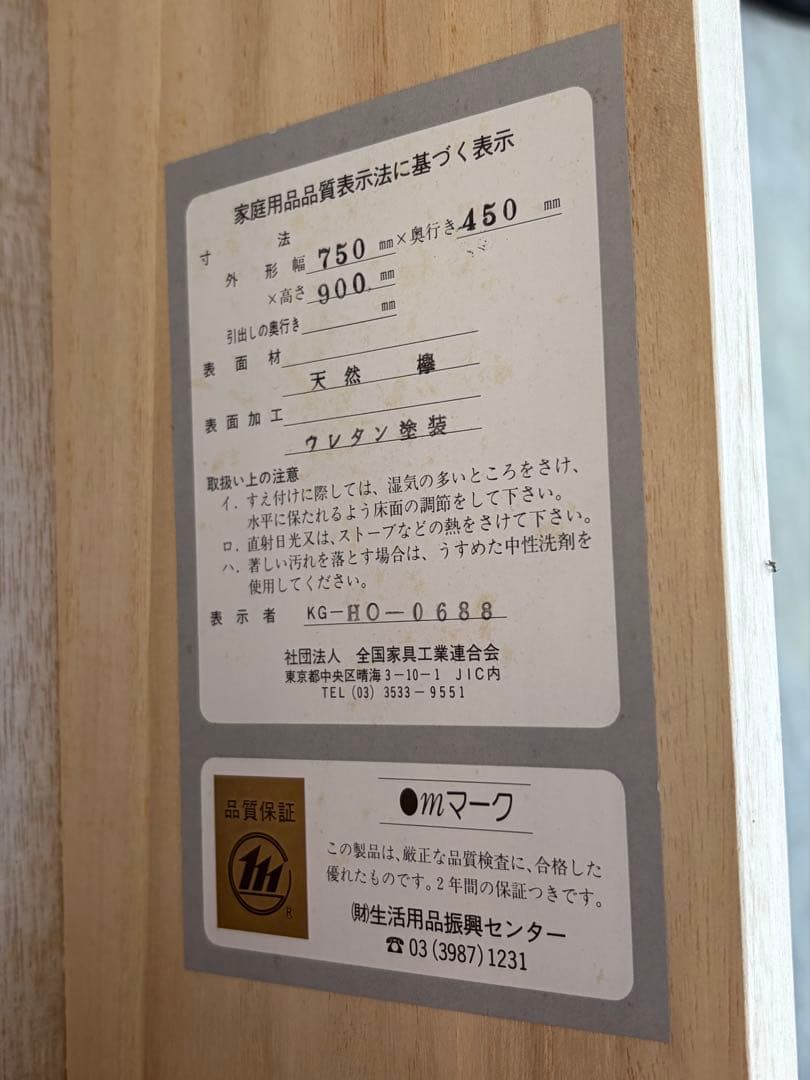 家庭用品品質表示法に基づく表示
寸法
外形 幅 750 mm × 奥行き 450 mm
×高さ 900 mm
引出しの奥行き mm
表面材
天然 欅
表面加工
ウレタン塗装
取扱い上の注意
イ．すえ付けに際しては、湿気の多いところをさけ、
水平に保たれるよう床面の調節をして下さい。
ロ．直射日光又は、ストーブなどの熱をさけて下さい。
ハ．著しい汚れを落とす場合は、うすめた中性洗剤を
使用してください。
表示者 KG-HO-0688
社団法人 全国家具工業連合会
東京都中央区晴海3-10-1 JIC内
TEL (03) 3533-9551
品質保証
R
●mマーク
この製品は、厳正な品質検査に、合格した
優れたものです。2年間の保証つきです。
㈶生活用品振興センター
☎ 03 (3987) 1231